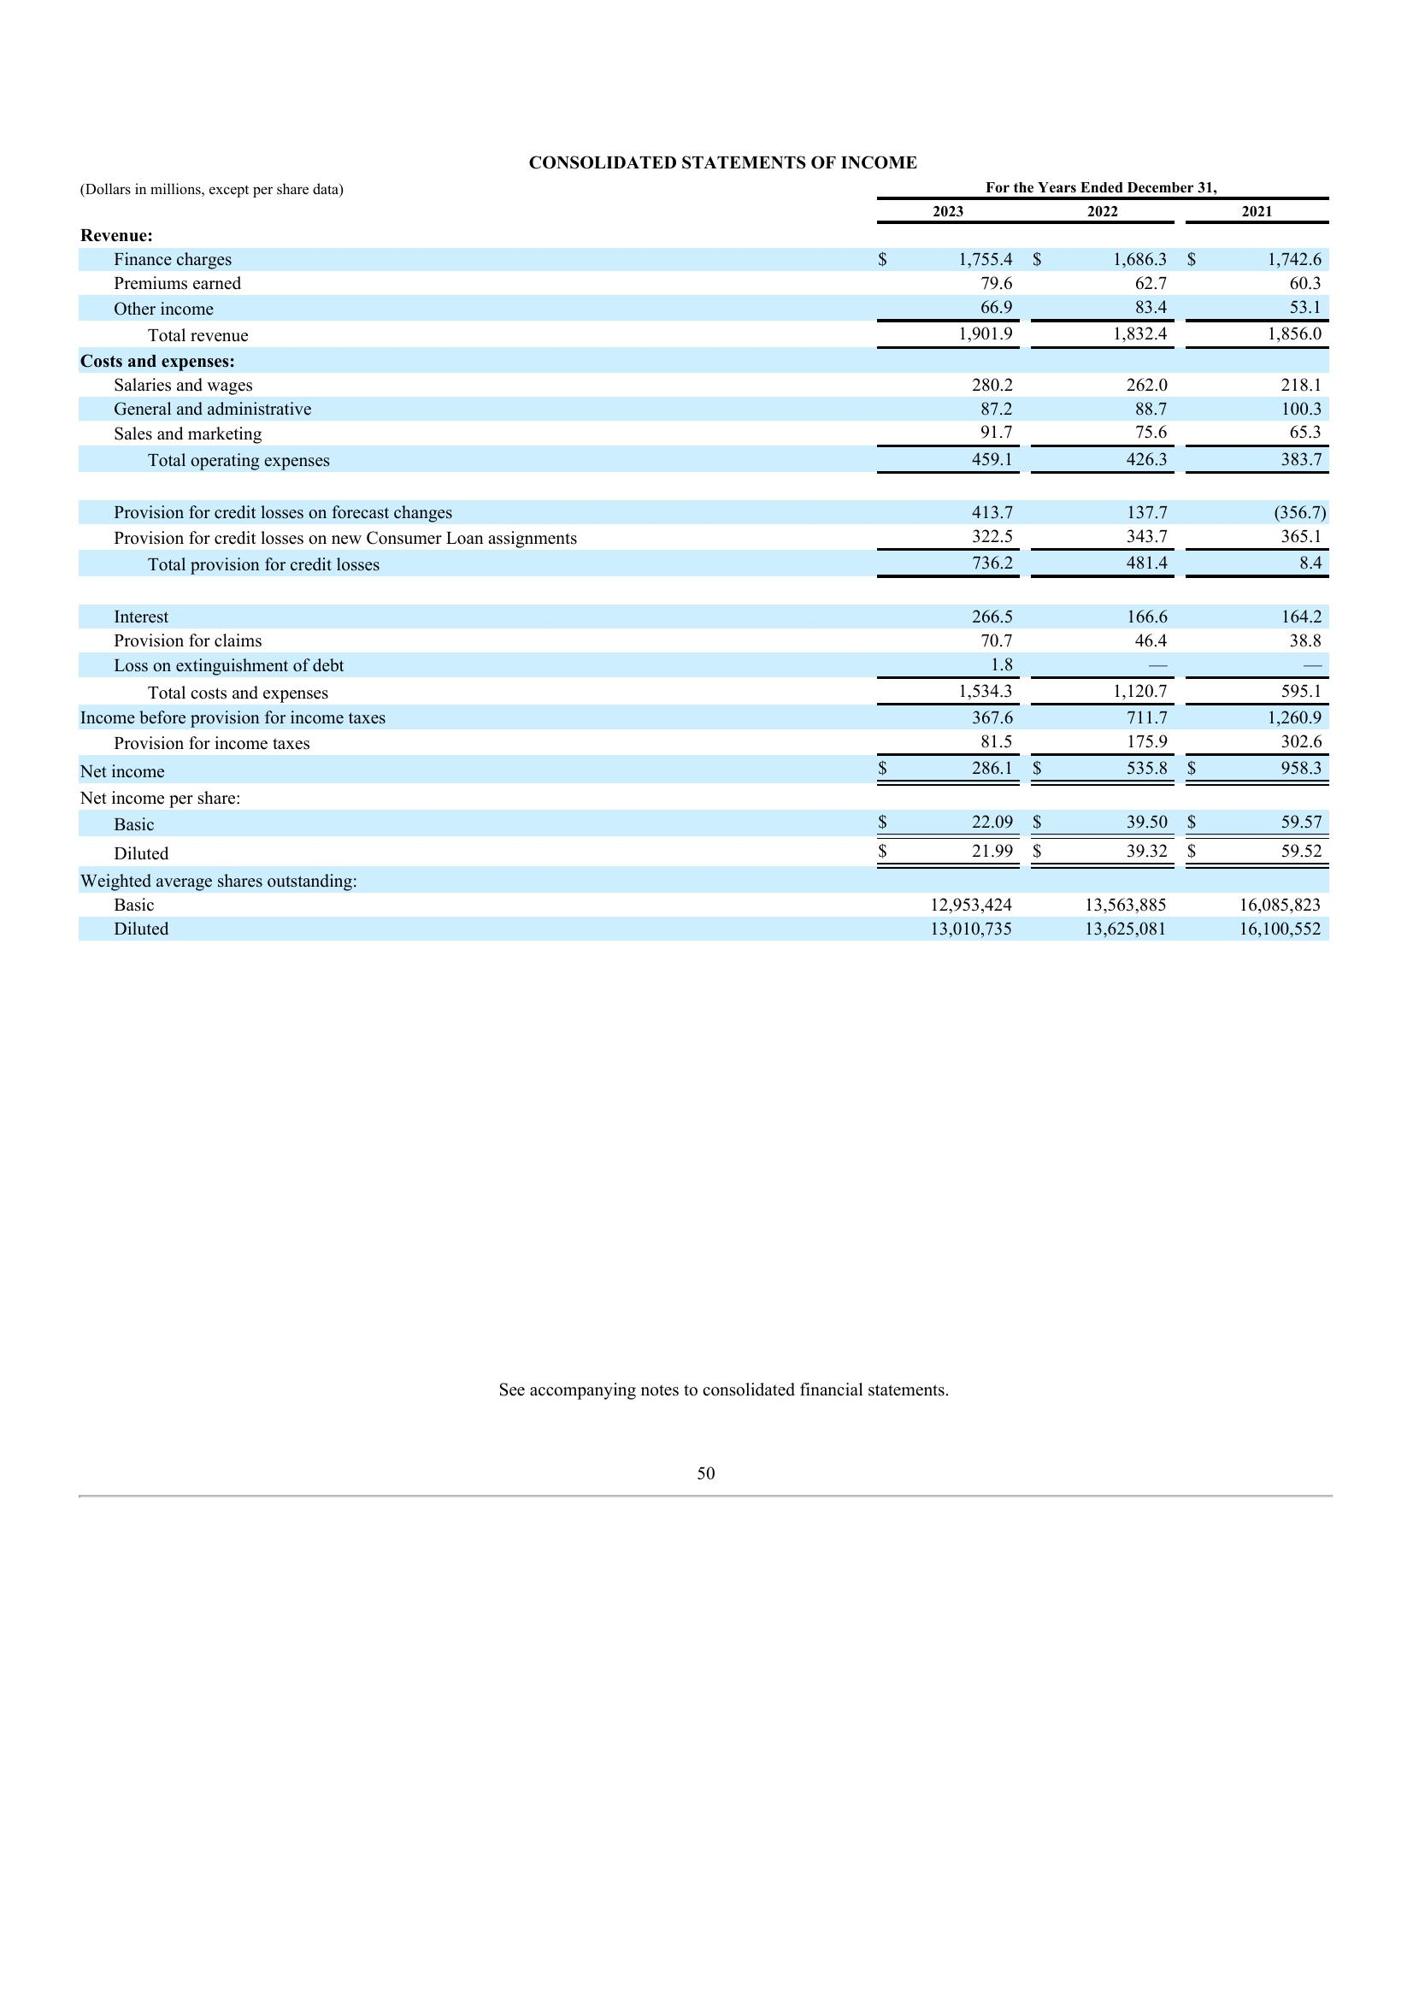 CONSOLIDATED STATEMENTS OF INCOME
(Dollars in millions, except per share data) For the Years Ended December 31,
2023 2022 2021
Revenue:
Finance charges $ 1,755.4 $ 1,686.3 $ 1,742.6
Premiums earned 79.6 62.7 60.3
Other income 66.9 83.4 53.1
Total revenue 1,901.9 1,832.4 1,856.0
Costs and expenses:
Salaries and wages 280.2 262.0 218.1
General and administrative 87.2 88.7 100.3
Sales and marketing 91.7 75.6 65.3
Total operating expenses 459.1 426.3 383.7
Provision for credit losses on forecast changes 413.7 137.7 (356.7)
Provision for credit losses on new Consumer Loan assignments 322.5 343.7 365.1
Total provision for credit losses 736.2 481.4 8.4
Interest 266.5 166.6 164.2
Provision for claims 70.7 46.4 38.8
Loss on extinguishment of debt 1.8 — —
Total costs and expenses 1,534.3 1,120.7 595.1
Income before provision for income taxes 367.6 711.7 1,260.9
Provision for income taxes 81.5 175.9 302.6
Net income $ 286.1 $ 535.8 $ 958.3
Net income per share:
Basic $ 22.09 $ 39.50 $ 59.57
Diluted $ 21.99 $ 39.32 $ 59.52
Weighted average shares outstanding:
Basic 12,953,424 13,563,885 16,085,823
Diluted 13,010,735 13,625,081 16,100,552
See accompanying notes to consolidated financial statements.
50